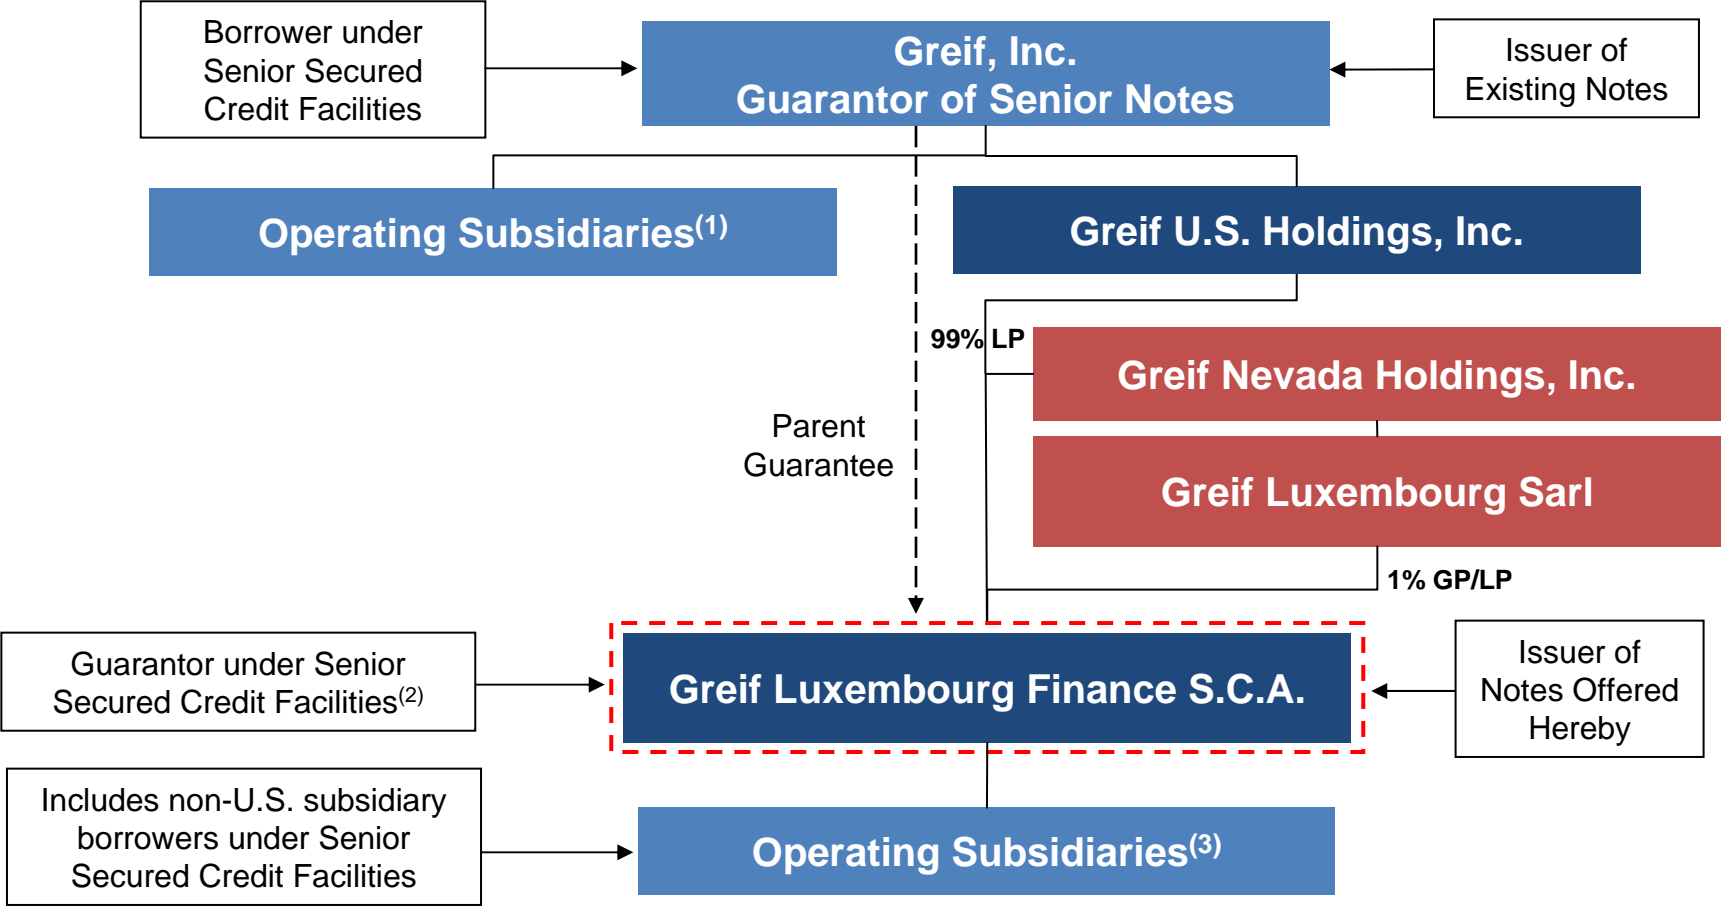 Borrower under
Senior Secured
Credit Facilities
Greif, Inc.
Guarantor of Senior Notes
Issuer of
Existing Notes
Operating Subsidiaries(1)
Greif U.S. Holdings, Inc.
99% LP
Greif Nevada Holdings, Inc.
Parent
Guarantee
Greif Luxembourg Sarl
1% GP/LP
Guarantor under Senior
Secured Credit Facilities(2)
Greif Luxembourg Finance S.C.A.
Issuer of
Notes Offered
Hereby
Includes non-U.S. subsidiary
borrowers under Senior
Secured Credit Facilities
Operating Subsidiaries(3)